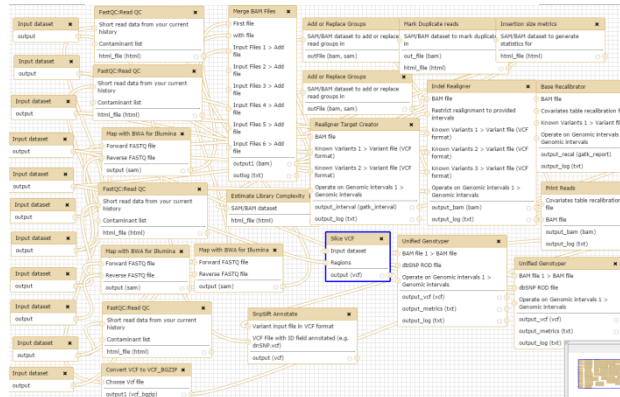 Input dataset
output
Input dataset
output
Input dataset
output
Input dataset
output
Input dataset
output
Input dataset
output
Input dataset
output
Input dataset
output
Input dataset
output
Input dataset
output
FastQC:Read QC
Short read data from your current
history
Contaminant list
html_file (html)
FastQC:Read QC
Short read data from your current
history
Contaminant list
html_file (html)
Map with BWA for Illumina
Forward FASTQ file
Reverse FASTQ file
output (sam)
FastQC:Read QC
Short read data from your current
history
Contaminant list
html_file (html)
Map with BWA for Illumina
Forward FASTQ file
Reverse FASTQ file
output (sam)
FastQC:Read QC
Short read data from your current
history
Contaminant list
html_file (html)
Convert VCF to VCF_BGZIP
Choose Vcf file
output1 (vcf_bgzip)
Merge BAM Files
First file
with file
Input Files 1 > Add
file
Input Files 2 > Add
file
Input Files 3 > Add
file
Input Files 4 > Add
file
Input Files 5 > Add
file
Input Files 6 > Add
file
output1 (bam)
outlog (txt)
Estimate Library Complexity
SAM/BAM dataset
html_file (html)
Map with BWA for Illumina
Forward FASTQ file
Reverse FASTQ file
output (sam)
SnpSift Annotate
Variant input file in VCF format
VCF file with ID field annotated (e.g.
dnSNP.vcf)
output (vcf)
Add or Replace Groups
SAM/BAM dataset to add or replace
read groups in
outFile (bam, sam)
Add or Replace Groups
SAM/BAM dataset to add or replace
read groups in
outFile (bam, sam)
Realigner Target Creator
BAM file
Known Variants 1 > Variant file (VCF
format)
Known Variants 2 > Variant file (VCF
format)
Operate on Genomic intervals 1 >
Genomic intervals
output_interval (gatk_interval)
output_log (txt)
Slice VCF
Input dataset
Regions
output (vcf)
Mark Duplicate reads
SAM/BAM dataset to mark duplicates
in
out_file (bam)
html_file (html)
Insertion size metrics
SAM/BAM dataset to generate
statistics for
html_file (html)
Indel Realigner
BAM file
Restrict realignment to provided
intervals
Known Variants 1 > Variant file (VCF
format)
Known Variants 2 > Variant file (VCF
format)
Known Variants 3 > Variant file (VCF
format)
Operate on Genomic intervals 1 >
Genomic intervals
output_bam (bam)
output_log (txt)
Unified Genotyper
BAM file 1 > BAM file
dbSNP ROD file
Operate on Genomic intervals 1 >
Genomic intervals
output_vcf (vcf)
output_metrics (txt)
output_log (txt)
Base Recalibrator
BAM file
Covariates table recalibration f
Known Variants 1 > Variant fil
Operate on Genomic intervals
Genomic intervals
output_recal (gatk_report)
output_log (txt)
Print Reads
Covariates table recalibration
file
BAM file
output_bam (bam)
output_log (txt)
Unified Genotyper
BAM file 1 > BAM file
dbSNP ROD file
Operate on Genomic intervals 1 >
Genomic intervals
output_vcf (vcf)
output_metrics (txt)
output_log (txt)